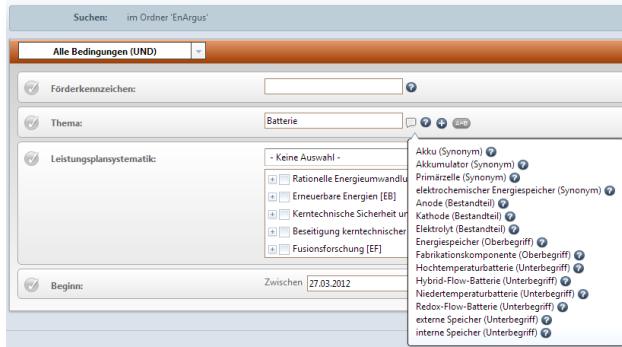 Suchen: im Ordner 'EnArgus'
Alle Bedingungen (UND)
Förderkennzeichen:
Thema: Batterie
Leistungsplansystematik: - Keine Auswahl -
Rationelle Energieumwandlu
Erneuerbare Energien [EB]
Kerntechnische Sicherheit un
Beseitigung kerntechnischer
Fusionsforschung [EF]
Beginn: Zwischen 27.03.2012
Akku (Synonym)
Akkumulator (Synonym)
Primärzelle (Synonym)
elektrochemischer Energiespeicher (Synonym)
Anode (Bestandteil)
Kathode (Bestandteil)
Elektrolyt (Bestandteil)
Energiespeicher (Oberbegriff)
Fabrikationskomponente (Oberbegriff)
Hochtemperaturbatterie (Unterbegriff)
Hybrid-Flow-Batterie (Unterbegriff)
Niedertemperaturbatterie (Unterbegriff)
Redox-Flow-Batterie (Unterbegriff)
externe Speicher (Unterbegriff)
interne Speicher (Unterbegriff)